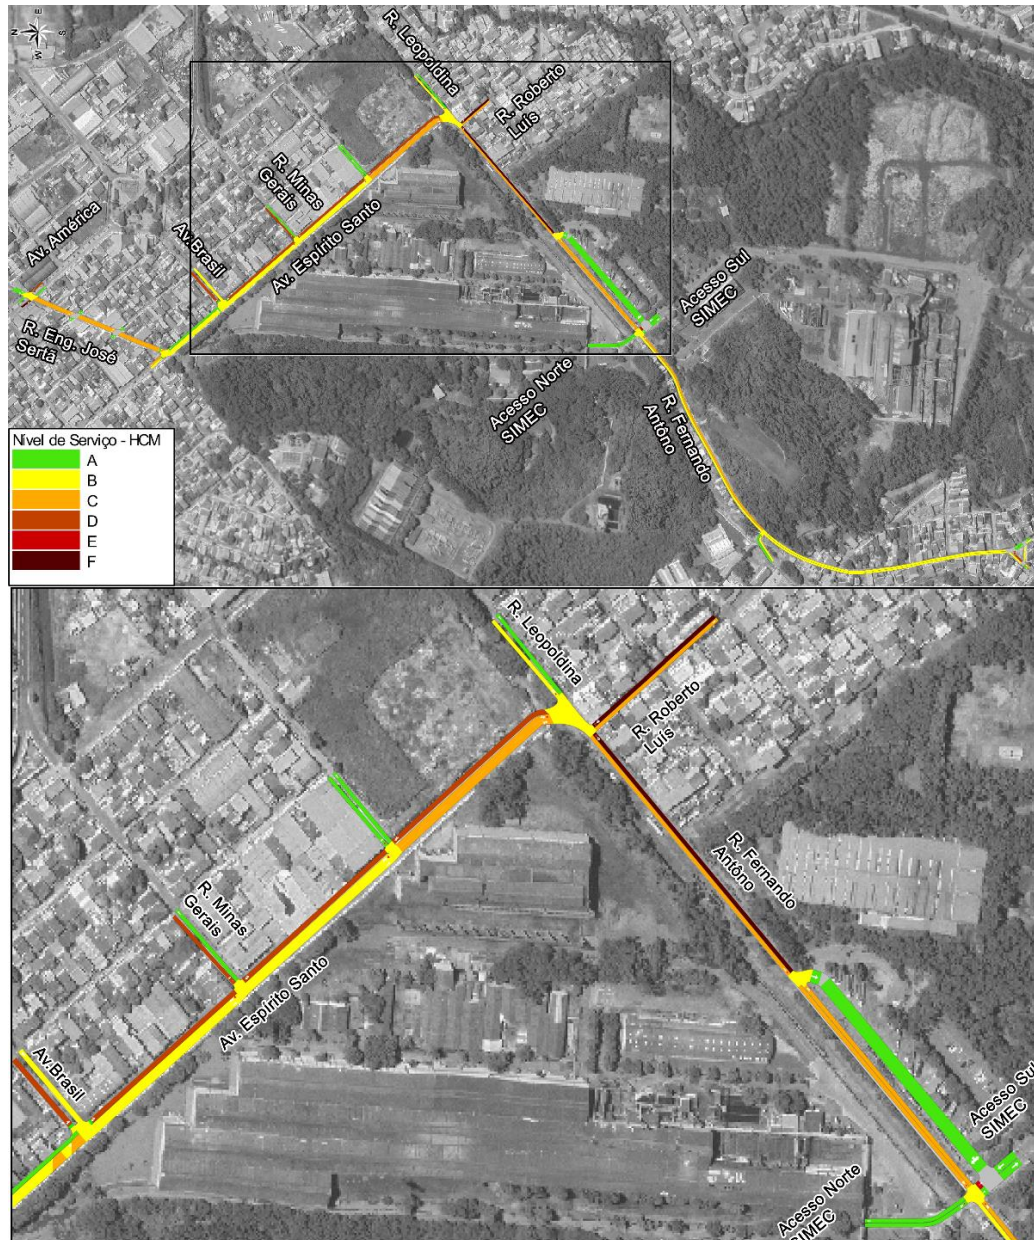 E
N
S
W
R. Leopoldina
R. Roberto
Luís
R. Minas
Gerais
Av. América
Av.Brasil
Av. Espírito Santo
R. Eng. José
Sertã
Acesso Sul
SIMEC
Acesso Norte
SIMEC
R. Fernando
Antôno
Nível de Serviço - HCM
A
B
C
D
E
F
R. Leopoldina
R. Roberto
Luís
R. Fernando
Antôno
R. Minas
Gerais
Av. Espírito Santo
Av.Brasil
Acesso Sul
SIMEC
Acesso Norte
SIMEC